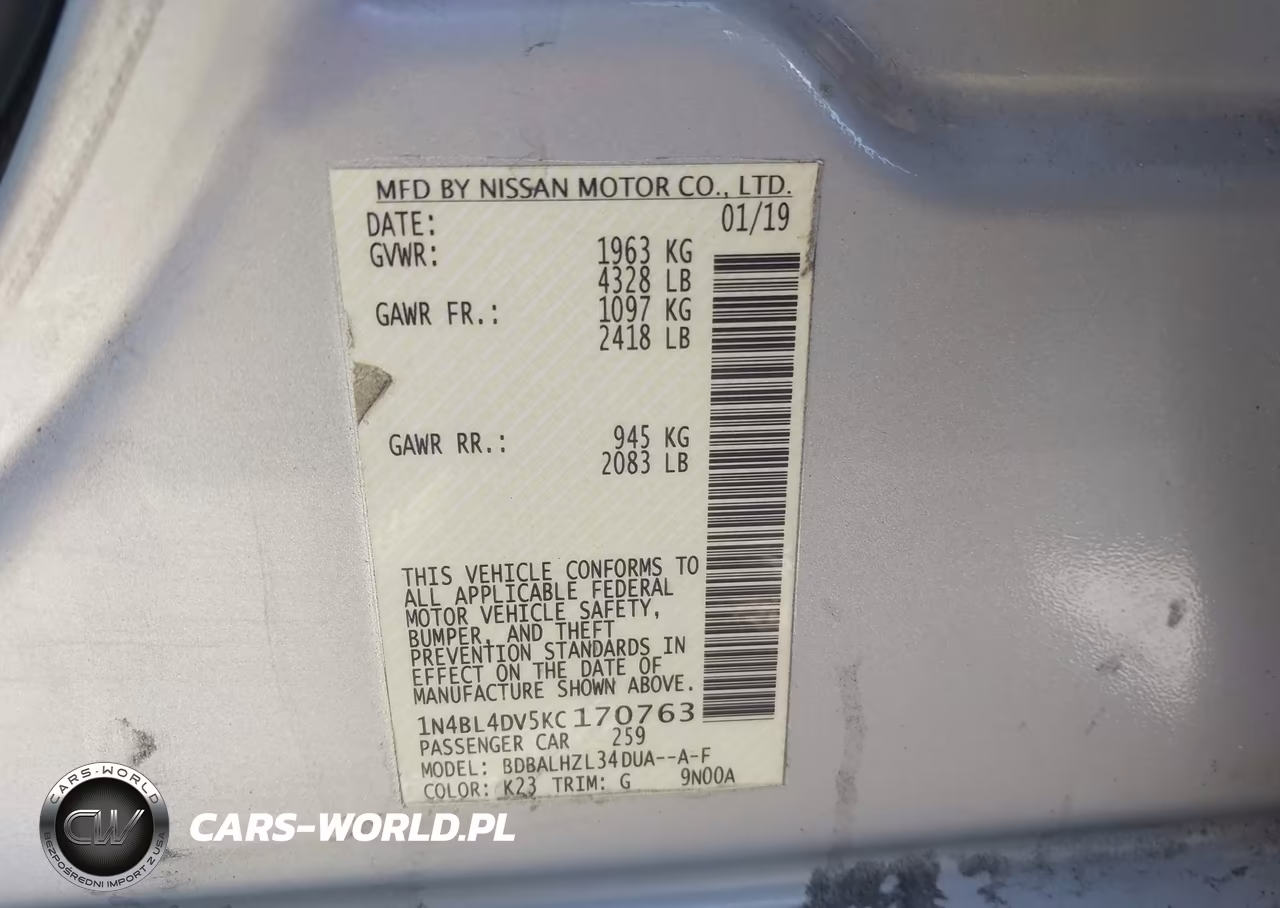 MFD BY NISSAN MOTOR CO., LTD.
DATE: 01/19
GVWR: 1963 KG
4328 LB
GAWR FR.: 1097 KG
2418 LB
GAWR RR.: 945 KG
2083 LB
THIS VEHICLE CONFORMS TO
ALL APPLICABLE FEDERAL
MOTOR VEHICLE SAFETY,
BUMPER, AND THEFT
PREVENTION STANDARDS IN
EFFECT ON THE DATE OF
MANUFACTURE SHOWN ABOVE.
1N4BL4DV5KC170763
PASSENGER CAR 259
MODEL: BDBALHZL34DUA--A-F
COLOR: K23 TRIM: G 9N00A
CARS-WORLD
CW
BEZPOŚREDNI IMPORT Z USA
CARS-WORLD.PL